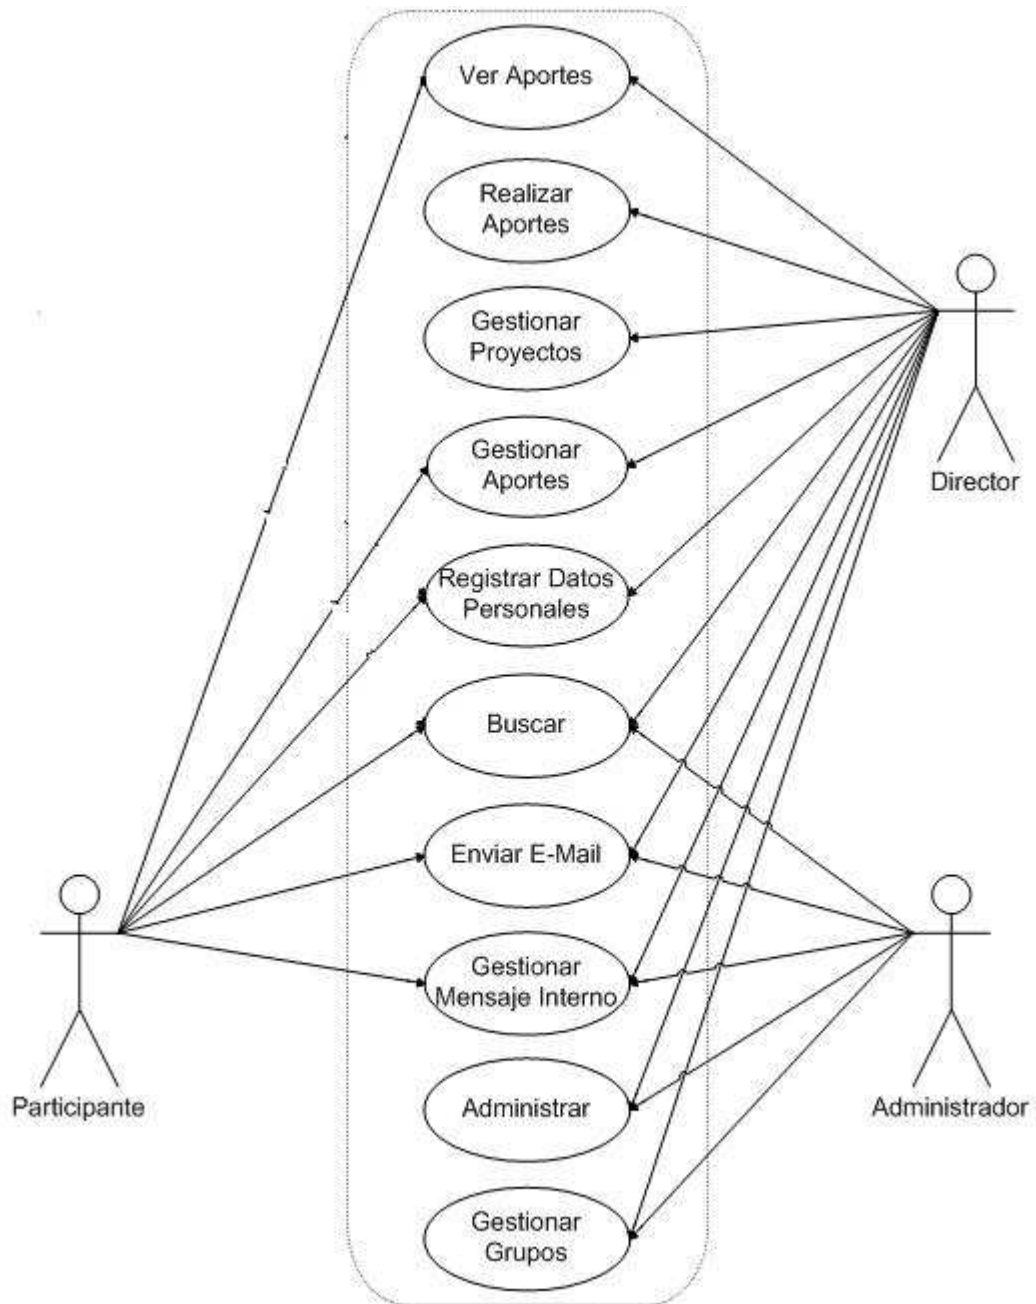 Ver Aportes
Realizar
Aportes
Gestionar
Proyectos
Gestionar
Aportes
Director
Registrar Datos
Personales
Buscar
Enviar E-Mail
Gestionar
Mensaje Interno
Participante
Administrar
Administrador
Gestionar
Grupos